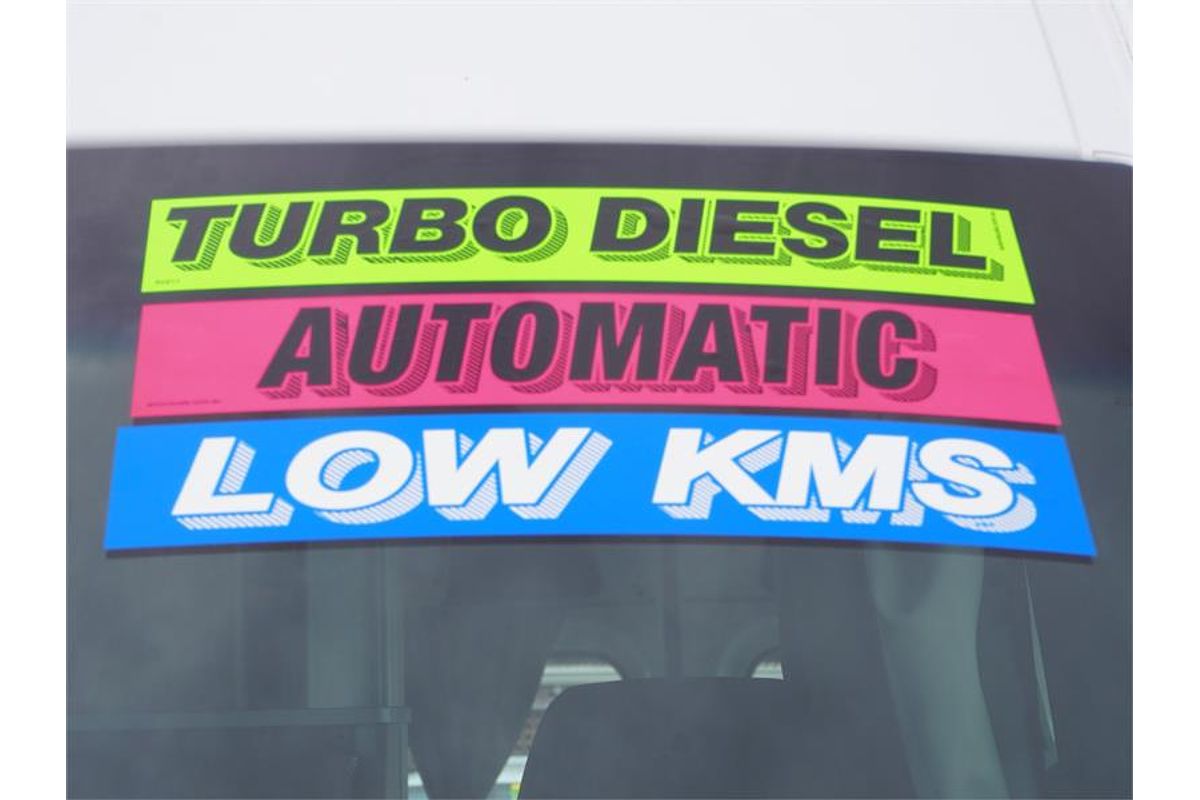 TURBO DIESEL
AUTOMATIC
LOW KMS